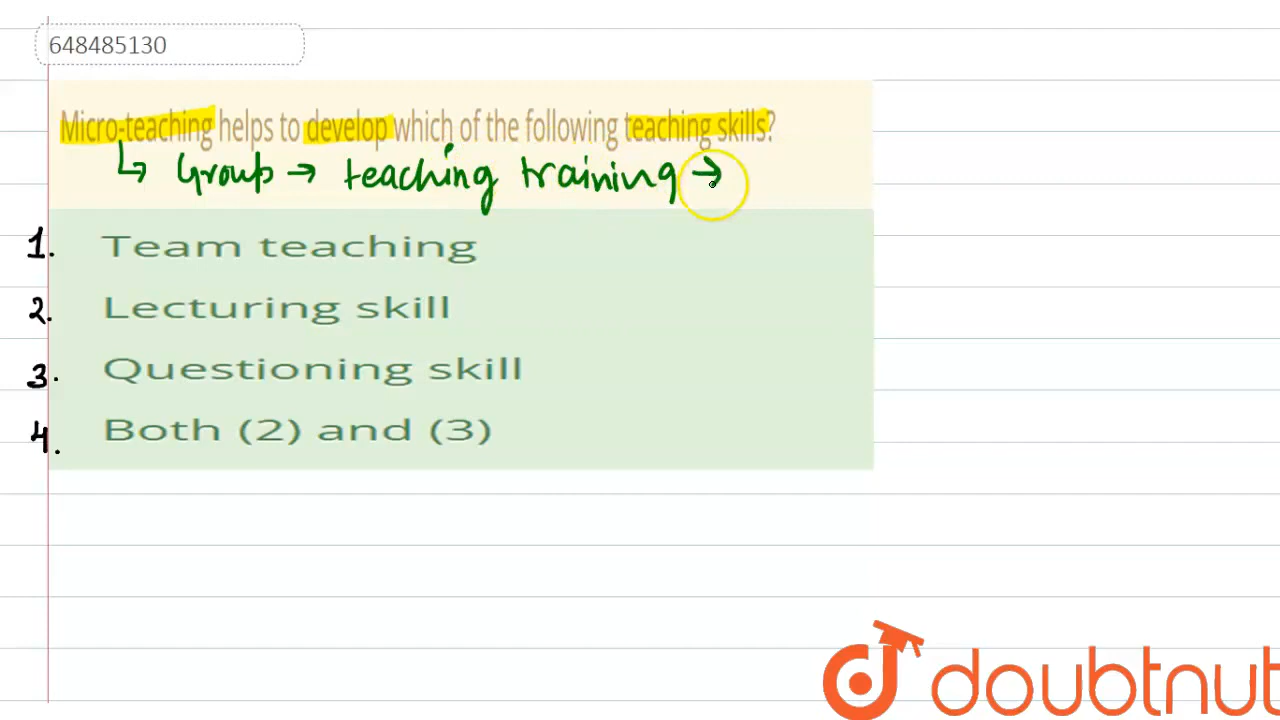 648485130
Micro-teaching helps to develop which of the following teaching skills?
↳ Group → teaching training →
1. Team teaching
2. Lecturing skill
3. Questioning skill
4. Both (2) and (3)
doubtnut